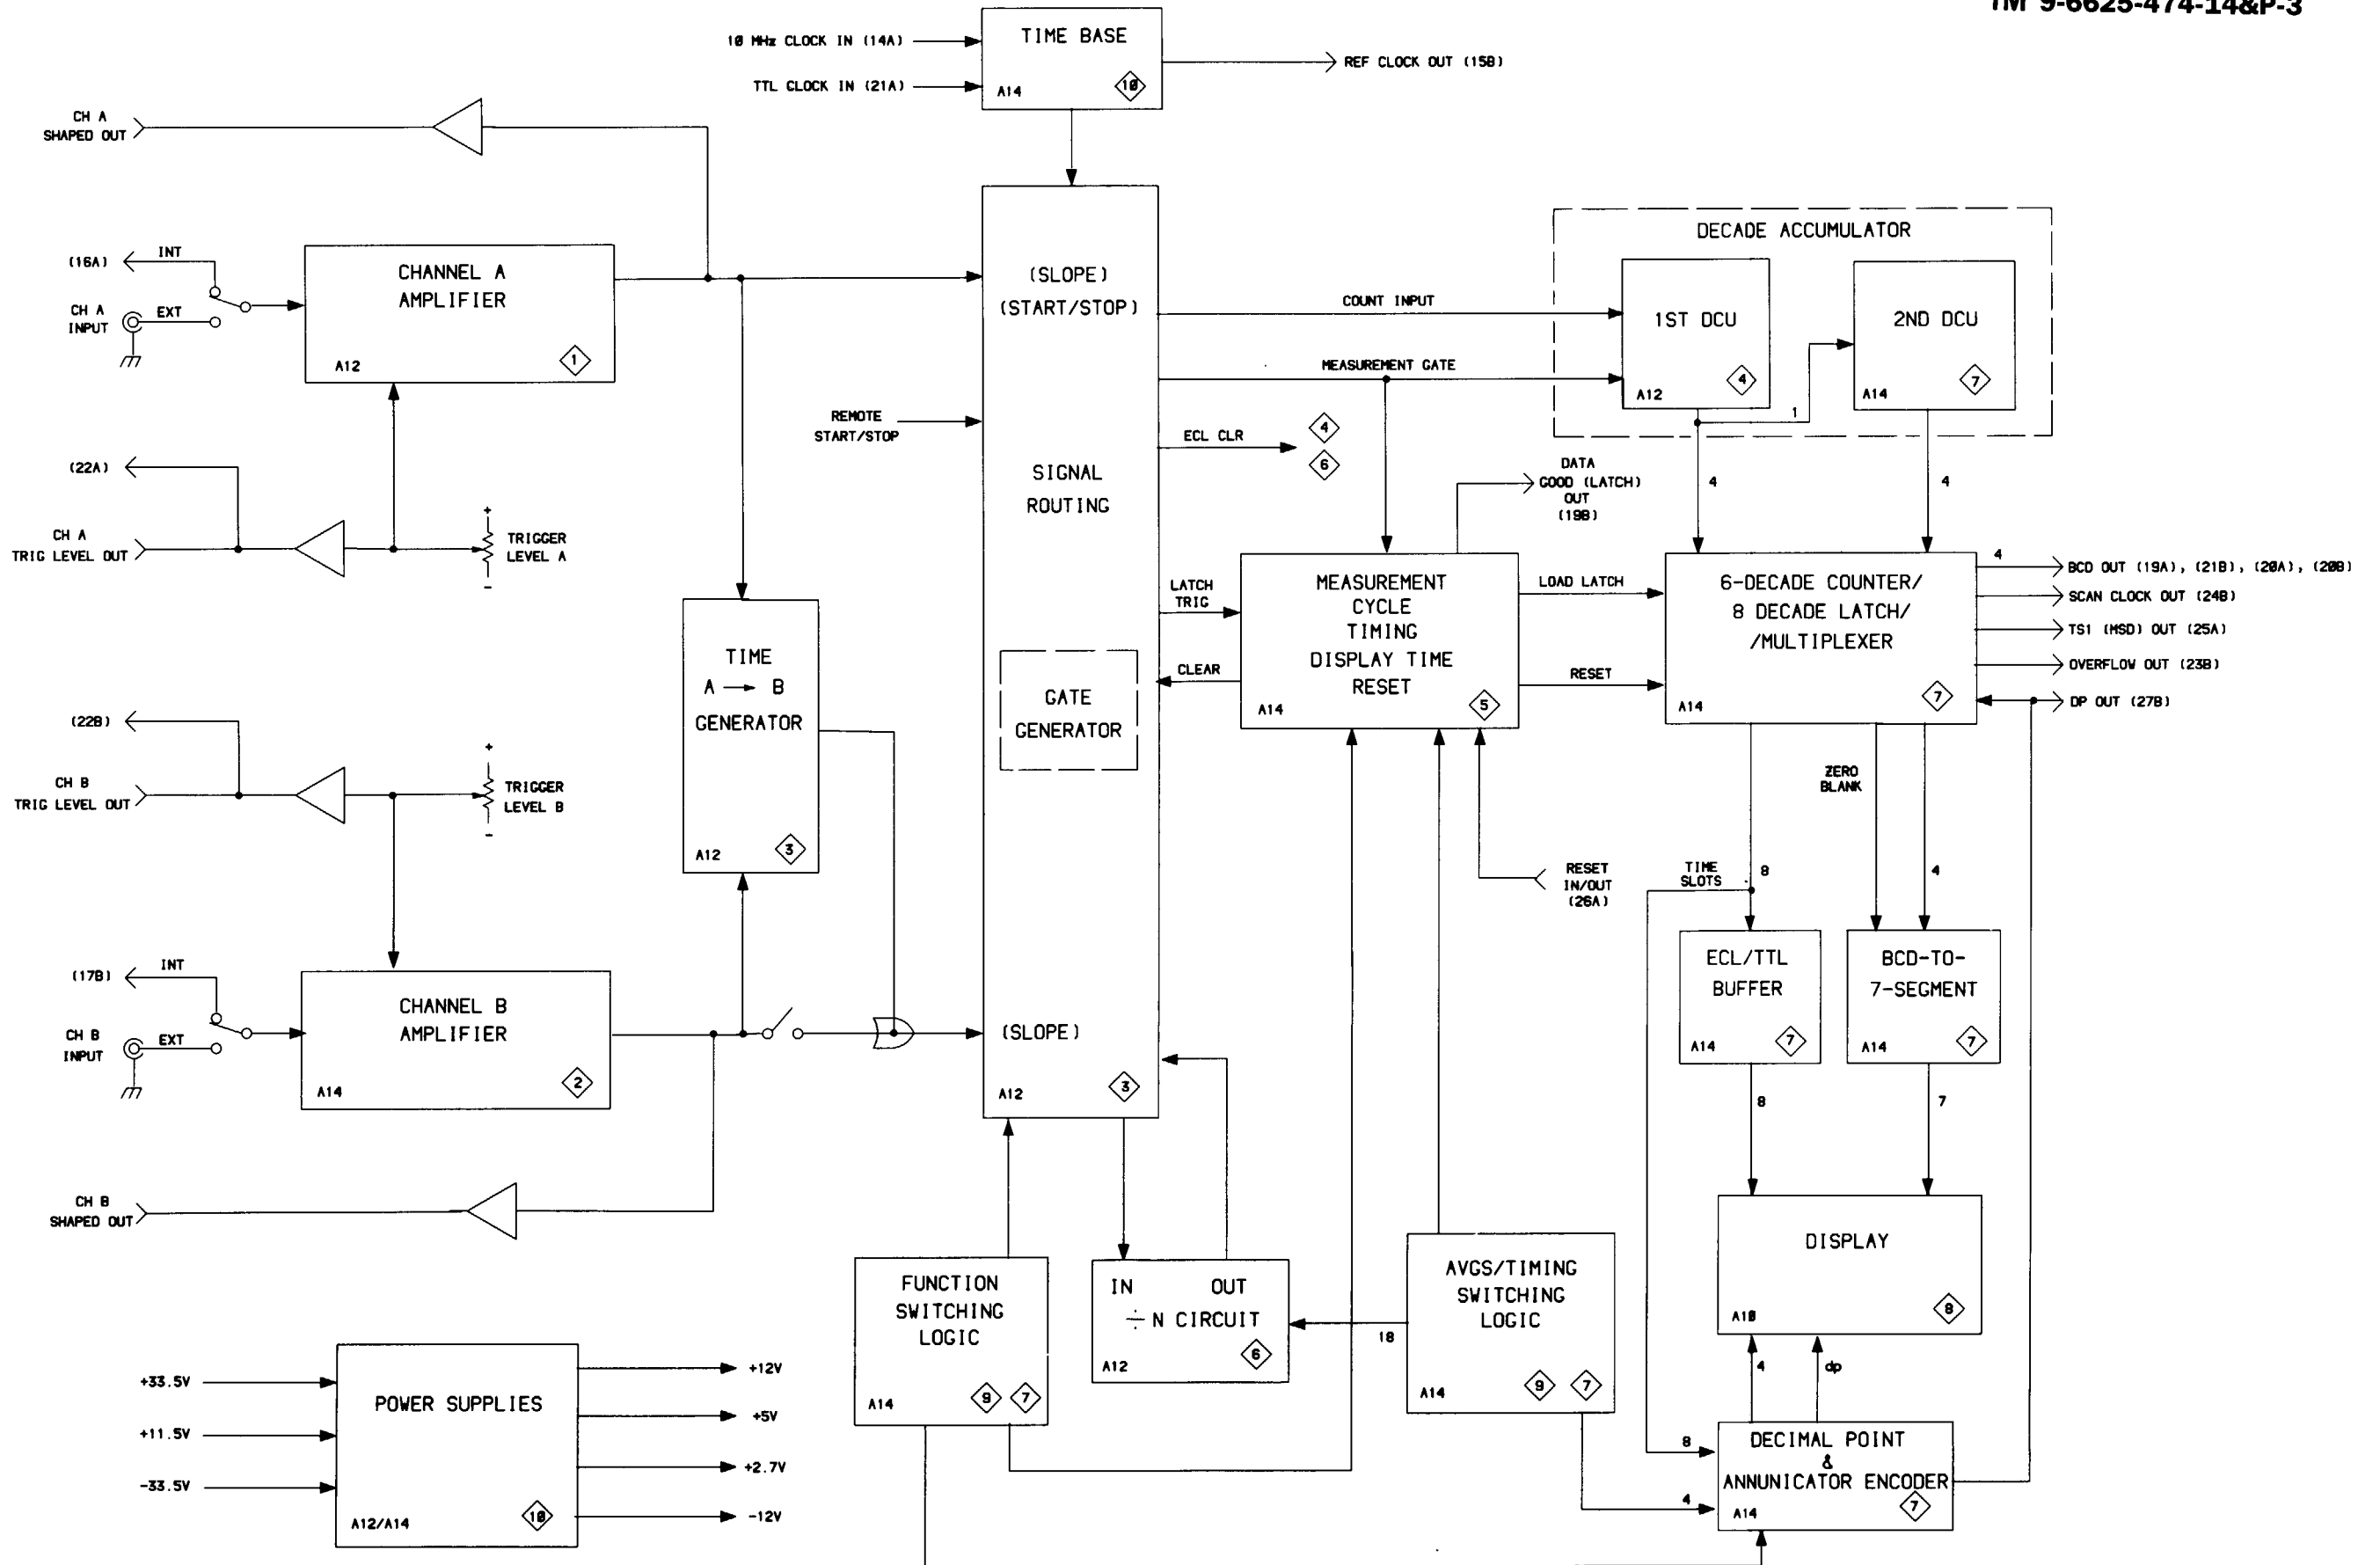 TM 9-6625-474-14&P-3
10 MHz CLOCK IN (14A)
TTL CLOCK IN (21A)
TIME BASE
A14
10
REF CLOCK OUT (15B)
CH A
SHAPED OUT
(16A)
INT
CH A
INPUT
EXT
CHANNEL A
AMPLIFIER
A12
1
(22A)
CH A
TRIG LEVEL OUT
+
TRIGGER
LEVEL A
-
REMOTE
START/STOP
(SLOPE)
(START/STOP)
SIGNAL
ROUTING
GATE
GENERATOR
(SLOPE)
A12
3
COUNT INPUT
MEASUREMENT GATE
ECL CLR
4
6
DECADE ACCUMULATOR
1ST DCU
A12
4
2ND DCU
A14
7
1
4
4
DATA
GOOD (LATCH)
OUT
(19B)
LATCH
TRIG
CLEAR
MEASUREMENT
CYCLE
TIMING
DISPLAY TIME
RESET
A14
5
LOAD LATCH
RESET
6-DECADE COUNTER/
8 DECADE LATCH/
/MULTIPLEXER
A14
7
4
BCD OUT (19A), (21B), (20A), (20B)
SCAN CLOCK OUT (24B)
TS1 (MSD) OUT (25A)
OVERFLOW OUT (23B)
DP OUT (27B)
TIME
A → B
GENERATOR
A12
3
(22B)
CH B
TRIG LEVEL OUT
+
TRIGGER
LEVEL B
-
(17B)
INT
CH B
INPUT
EXT
CHANNEL B
AMPLIFIER
A14
2
CH B
SHAPED OUT
RESET
IN/OUT
(26A)
ZERO
BLANK
TIME
SLOTS
8
4
ECL/TTL
BUFFER
A14
7
BCD-TO-
7-SEGMENT
A14
7
8
7
DISPLAY
A10
8
4
dp
FUNCTION
SWITCHING
LOGIC
A14
9
7
IN
OUT
÷ N CIRCUIT
A12
6
18
AVGS/TIMING
SWITCHING
LOGIC
A14
9
7
8
4
DECIMAL POINT
&
ANNUNICATOR ENCODER
A14
7
+33.5V
+11.5V
-33.5V
POWER SUPPLIES
A12/A14
10
+12V
+5V
+2.7V
-12V